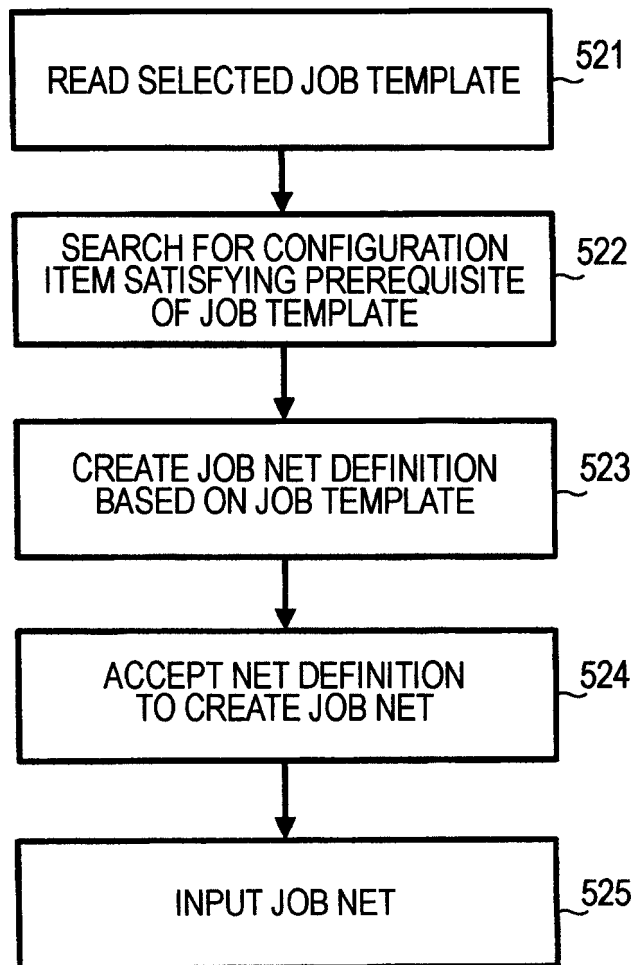 READ SELECTED JOB TEMPLATE
521
SEARCH FOR CONFIGURATION
ITEM SATISFYING PREREQUISITE
OF JOB TEMPLATE
522
CREATE JOB NET DEFINITION
BASED ON JOB TEMPLATE
523
ACCEPT NET DEFINITION
TO CREATE JOB NET
524
INPUT JOB NET
525